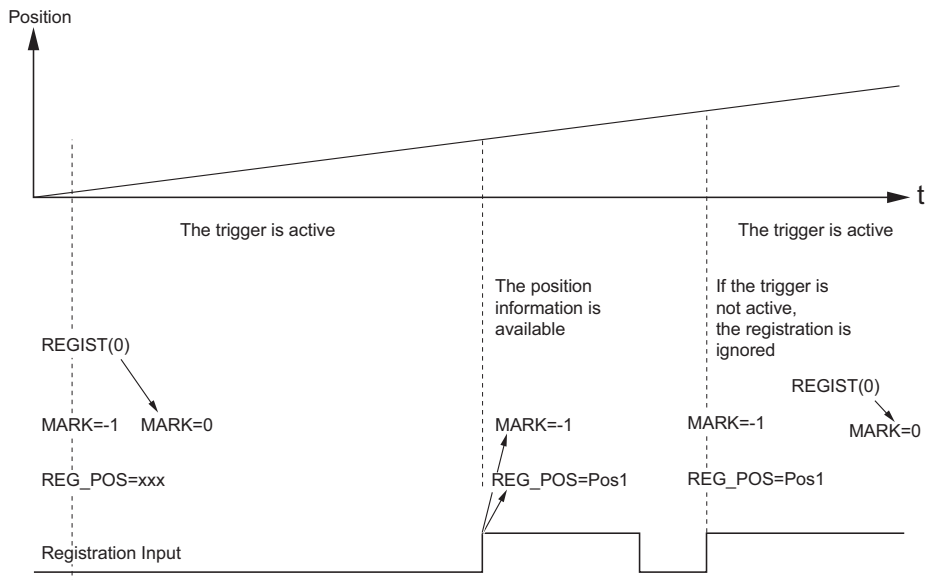 Position
t
The trigger is active
The trigger is active
The position
information is
available
If the trigger is
not active,
the registration is
ignored
REGIST(0)
REGIST(0)
MARK=-1
MARK=0
MARK=-1
MARK=-1
MARK=0
REG_POS=xxx
REG_POS=Pos1
REG_POS=Pos1
Registration Input